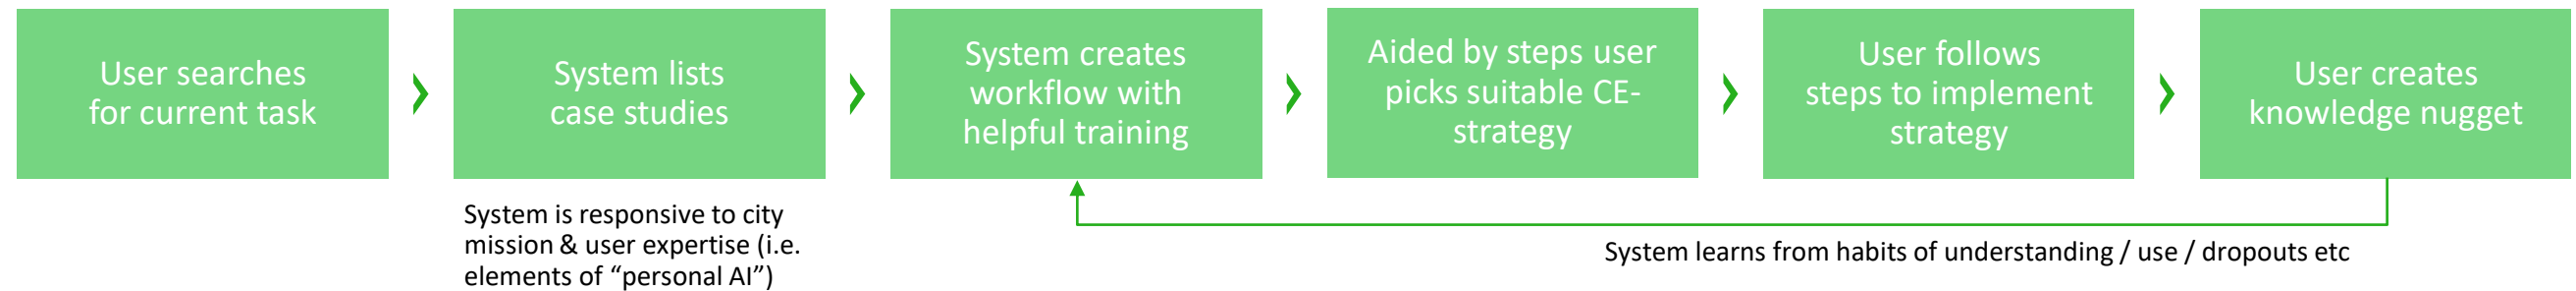 User searches
for current task
System lists
case studies
System creates
workflow with
helpful training
Aided by steps user
picks suitable CE-
strategy
User follows
steps to implement
strategy
User creates
knowledge nugget
System is responsive to city
mission & user expertise (i.e.
elements of “personal AI”)
System learns from habits of understanding / use / dropouts etc